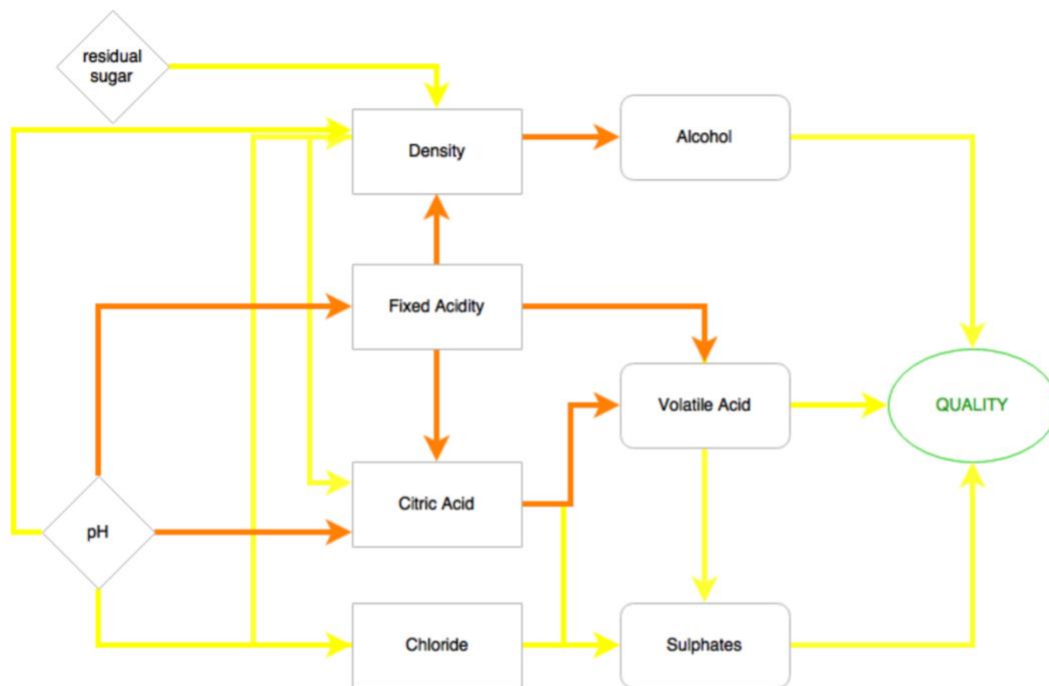 residual
sugar
Density
Alcohol
Fixed Acidity
Volatile Acid
QUALITY
Citric Acid
pH
Chloride
Sulphates